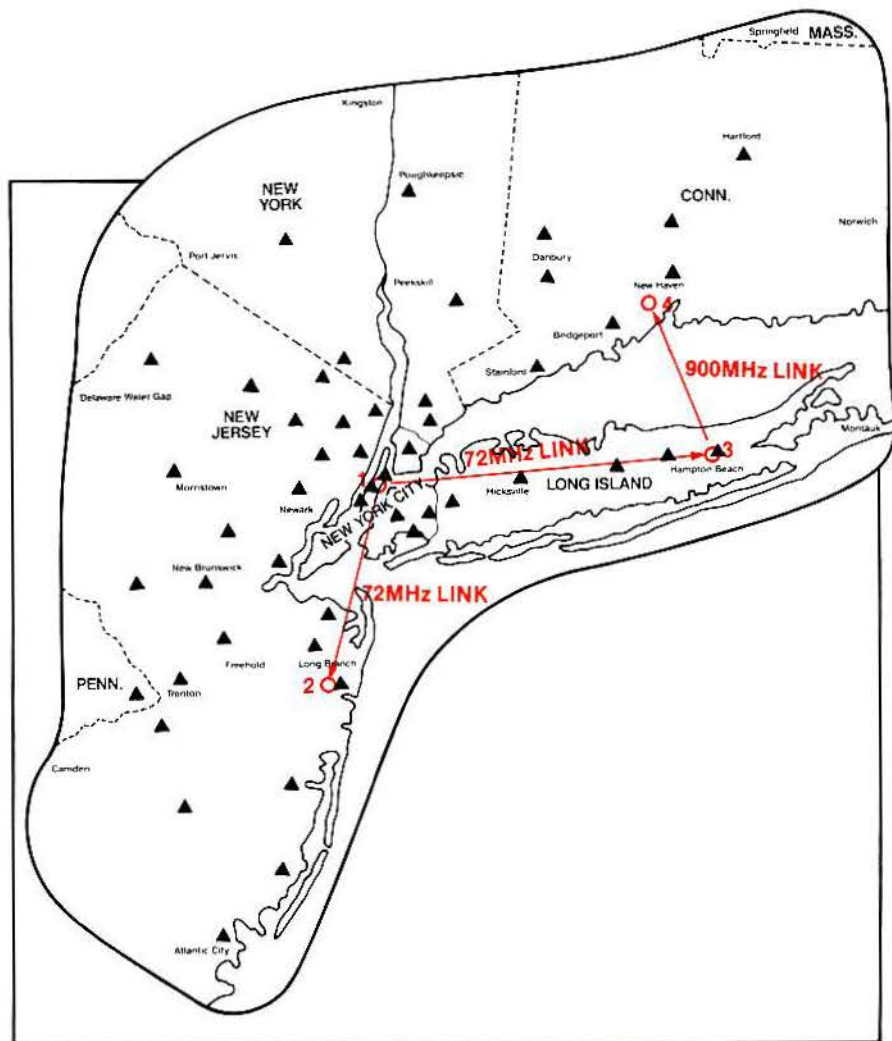 Springfield MASS.
Kingston
Hartford
Poughkeepsie
NEW
YORK
CONN.
Norwich
Port Jervis
Danbury
Peekskill
New Haven
4
Bridgeport
Stamford
900MHz LINK
Delaware Water Gap
NEW
JERSEY
Montauk
72MHz LINK
3
Hampton Beach
Morristown
1
Hicksville
LONG ISLAND
Newark
NEW YORK CITY
New Brunswick
72MHz LINK
Freehold
Long Branch
PENN.
Trenton
2
Camden
Atlantic City